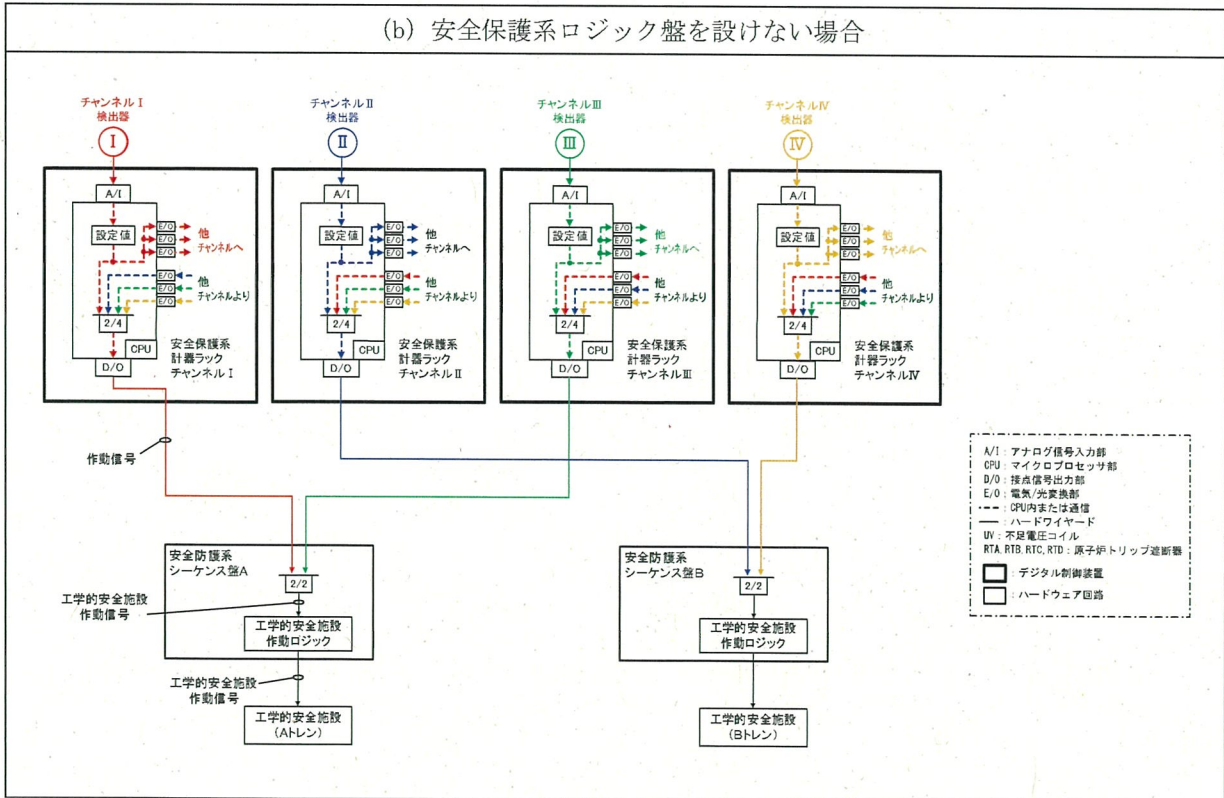 (b) 安全保護系ロジック盤を設けない場合
チャンネルⅠ
検出器
Ⅰ
A/I
設定値
E/O
E/O
E/O
他
チャンネルへ
E/O
E/O
E/O
他
チャンネルより
2/4
CPU
D/O
安全保護系
計器ラック
チャンネルⅠ
チャンネルⅡ
検出器
Ⅱ
A/I
設定値
E/O
E/O
E/O
他
チャンネルへ
E/O
E/O
E/O
他
チャンネルより
2/4
CPU
D/O
安全保護系
計器ラック
チャンネルⅡ
チャンネルⅢ
検出器
Ⅲ
A/I
設定値
E/O
E/O
E/O
他
チャンネルへ
E/O
E/O
E/O
他
チャンネルより
2/4
CPU
D/O
安全保護系
計器ラック
チャンネルⅢ
チャンネルⅣ
検出器
Ⅳ
A/I
設定値
E/O
E/O
E/O
他
チャンネルへ
E/O
E/O
E/O
他
チャンネルより
2/4
CPU
D/O
安全保護系
計器ラック
チャンネルⅣ
作動信号
安全防護系
シーケンス盤A
2/2
工学的安全施設
作動信号
工学的安全施設
作動ロジック
工学的安全施設
作動信号
工学的安全施設
(Aトレン)
安全防護系
シーケンス盤B
2/2
工学的安全施設
作動ロジック
工学的安全施設
(Bトレン)
A/I : アナログ信号入力部
CPU : マイクロプロセッサ部
D/O : 接点信号出力部
E/O : 電気/光変換部
: CPU内または通信
: ハードワイヤード
UV : 不足電圧コイル
RTA, RTB, RTC, RTD : 原子炉トリップ遮断器
: デジタル制御装置
: ハードウェア回路